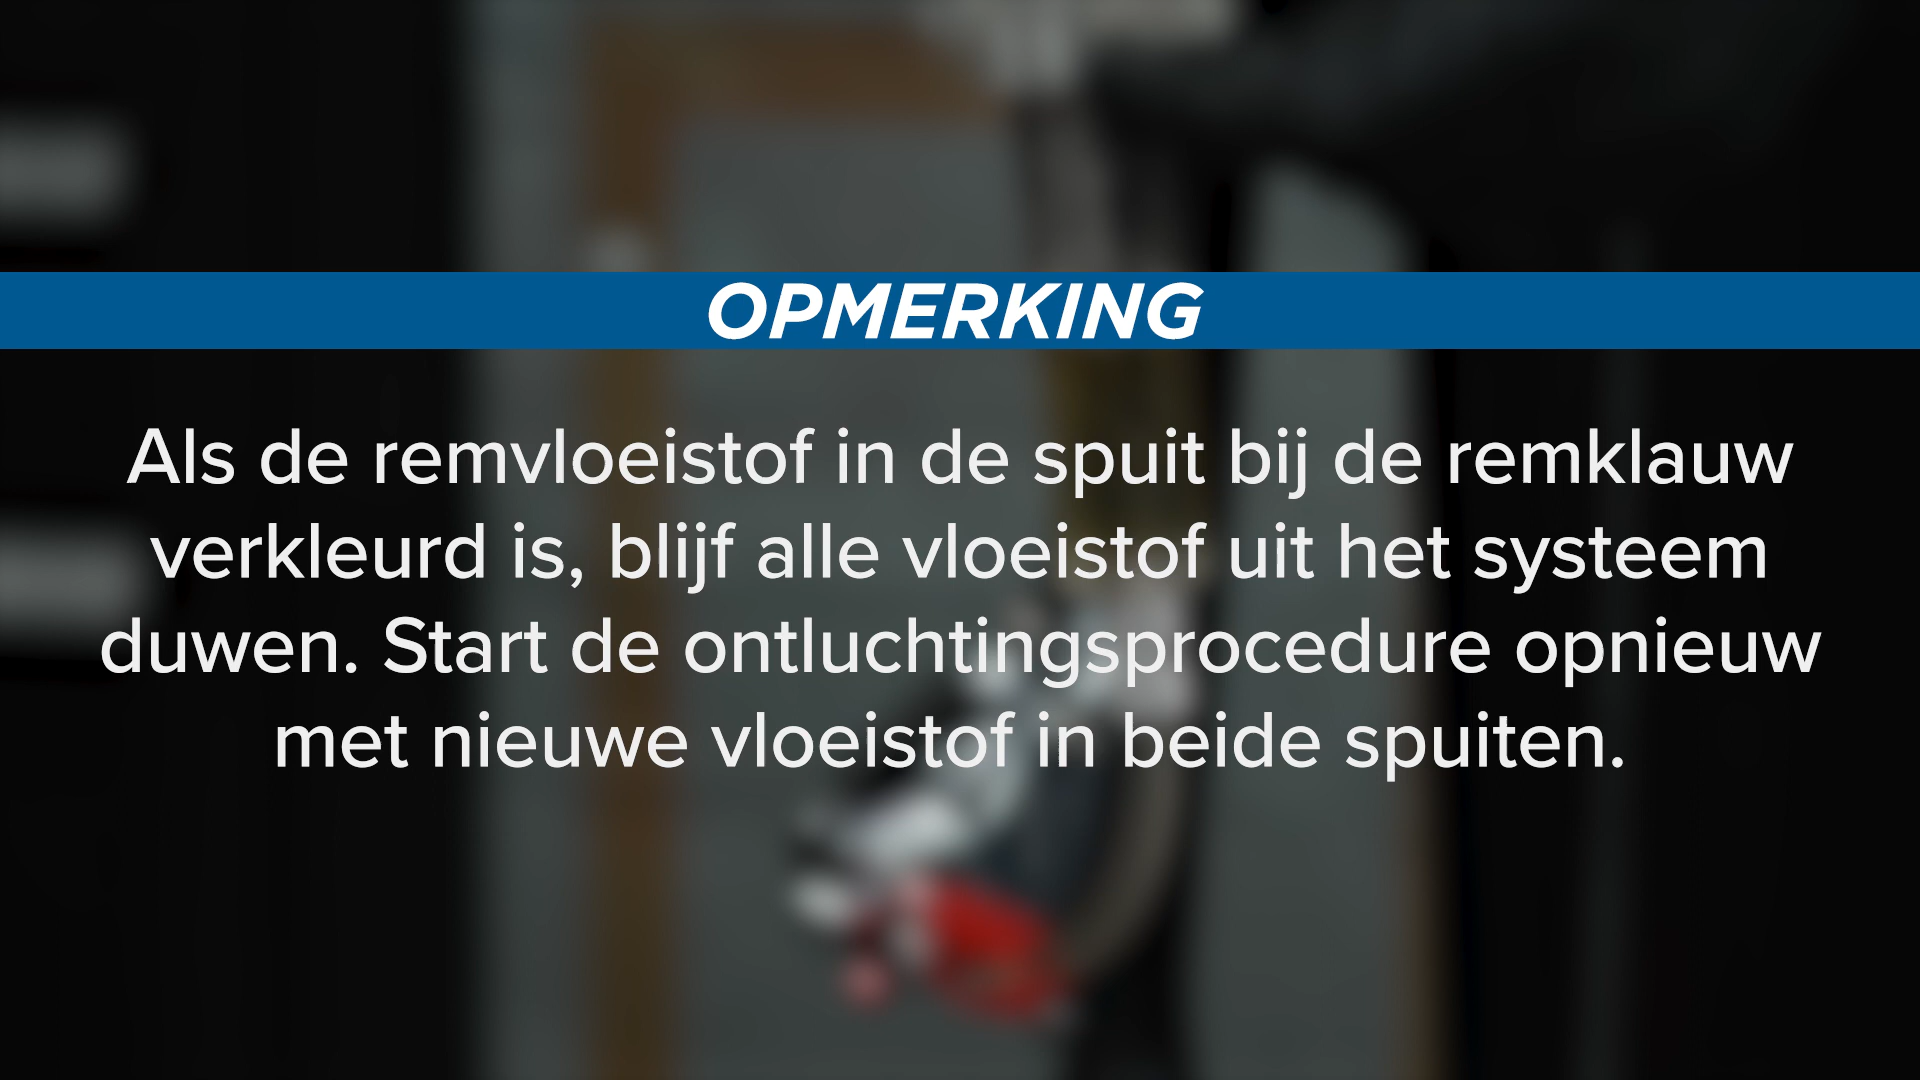 OPMERKING
Als de remvloeistof in de spuit bij de remklauw
verkleurd is, blijf alle vloeistof uit het systeem
duwen. Start de ontluchtingsprocedure opnieuw
met nieuwe vloeistof in beide spuiten.